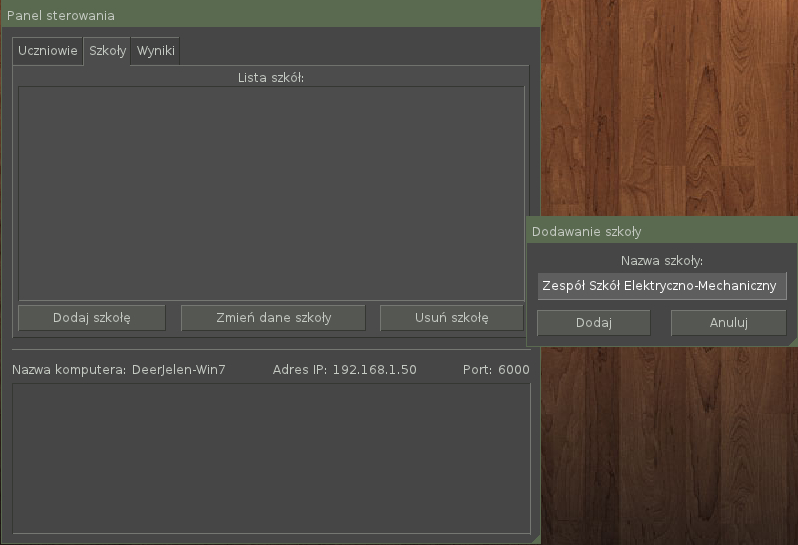 Panel sterowania
Uczniowie Szkoły Wyniki
Lista szkół:
Dodaj szkołę Zmień dane szkoły Usuń szkołę
Nazwa komputera: DeerJelen-Win7 Adres IP: 192.168.1.50 Port: 6000
Dodawanie szkoły
Nazwa szkoły:
Zespół Szkół Elektryczno-Mechaniczny
Dodaj Anuluj